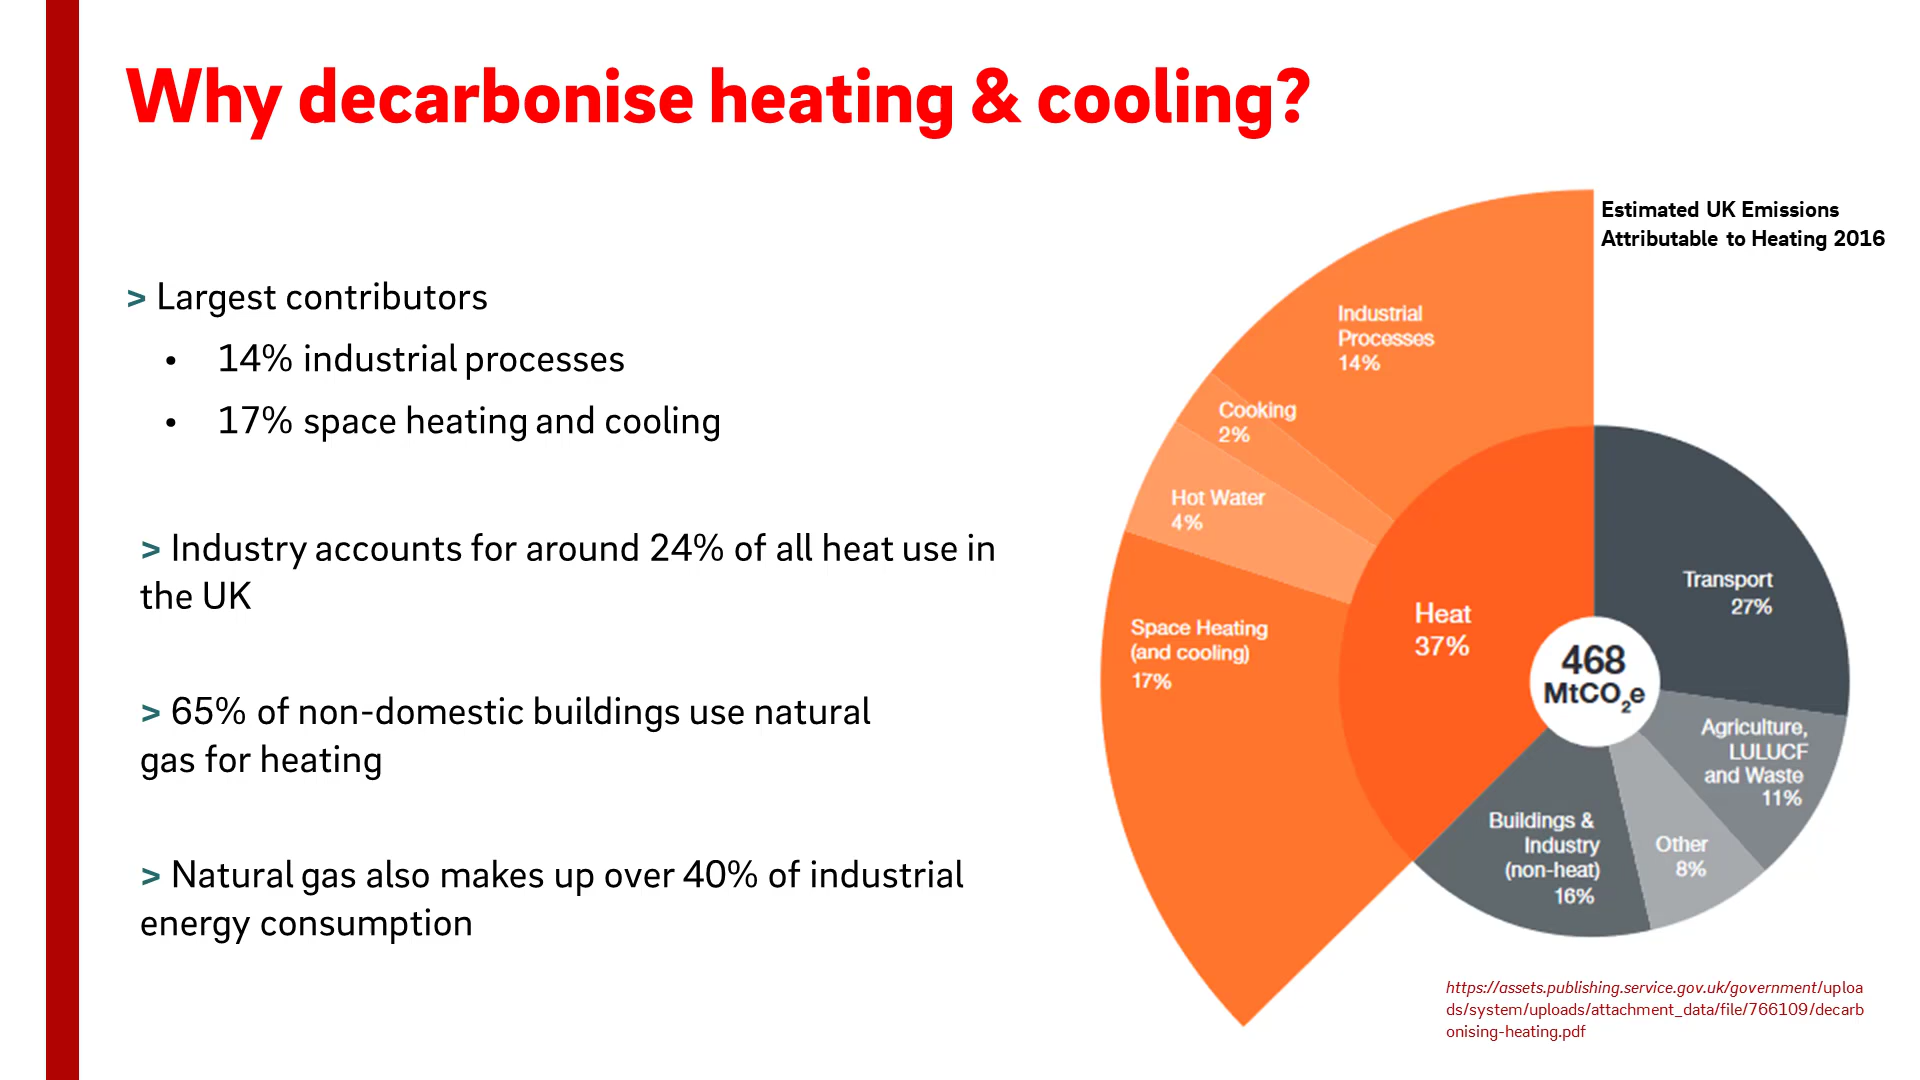 Why decarbonise heating & cooling?
> Largest contributors
• 14% industrial processes
• 17% space heating and cooling
> Industry accounts for around 24% of all heat use in
the UK
> 65% of non-domestic buildings use natural
gas for heating
> Natural gas also makes up over 40% of industrial
energy consumption
Estimated UK Emissions
Attributable to Heating 2016
Industrial
Processes
14%
Cooking
2%
Hot Water
4%
Space Heating
(and cooling)
17%
Heat
37%
468
MtCO₂e
Transport
27%
Agriculture,
LULUCF
and Waste
11%
Other
8%
Buildings &
Industry
(non-heat)
16%
https://assets.publishing.service.gov.uk/government/uploa
ds/system/uploads/attachment_data/file/766109/decarb
onising-heating.pdf